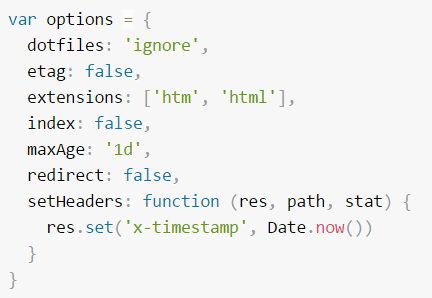 var options = {
  dotfiles: 'ignore',
  etag: false,
  extensions: ['htm', 'html'],
  index: false,
  maxAge: '1d',
  redirect: false,
  setHeaders: function (res, path, stat) {
    res.set('x-timestamp', Date.now())
  }
}